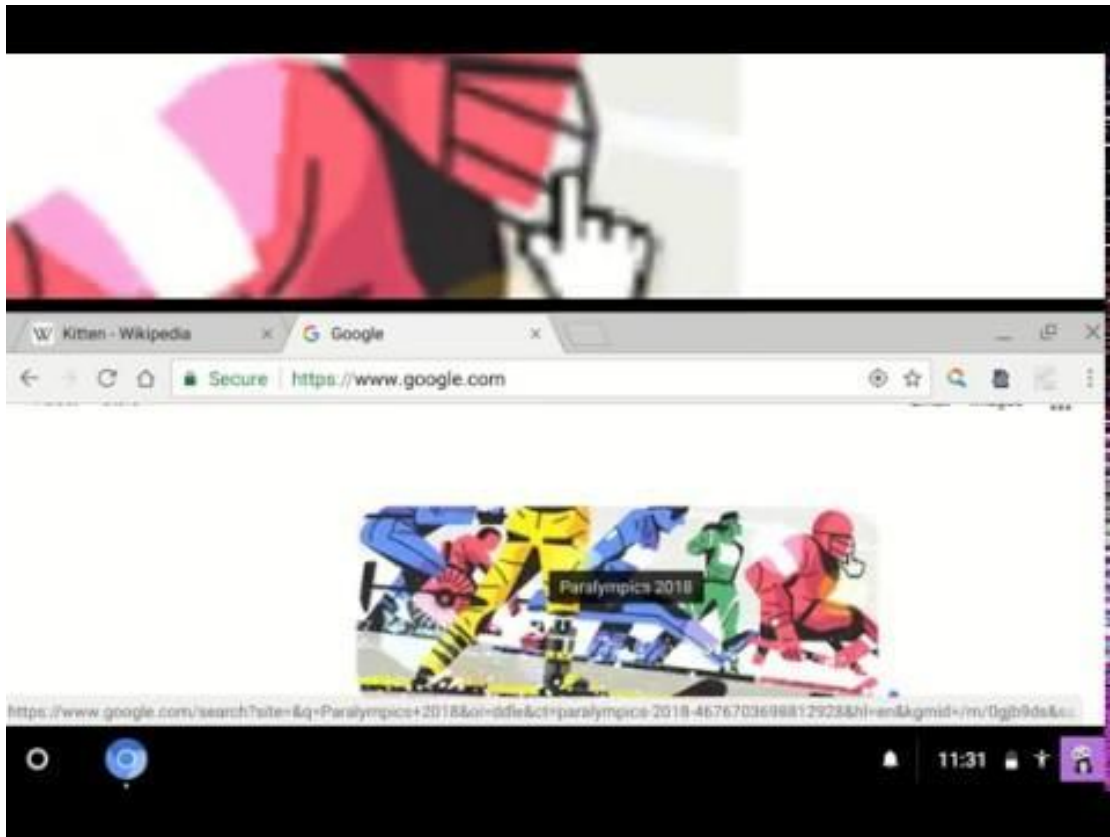 Kitten - Wikipedia
Google
Secure https://www.google.com
Paralympics 2018
https://www.google.com/search?site=&q=Paralympics+2018&oi=ddle&ct=paralympics-2018-4676703698812928&hl=en&kgmid=/m/0gjb9ds&
11:31